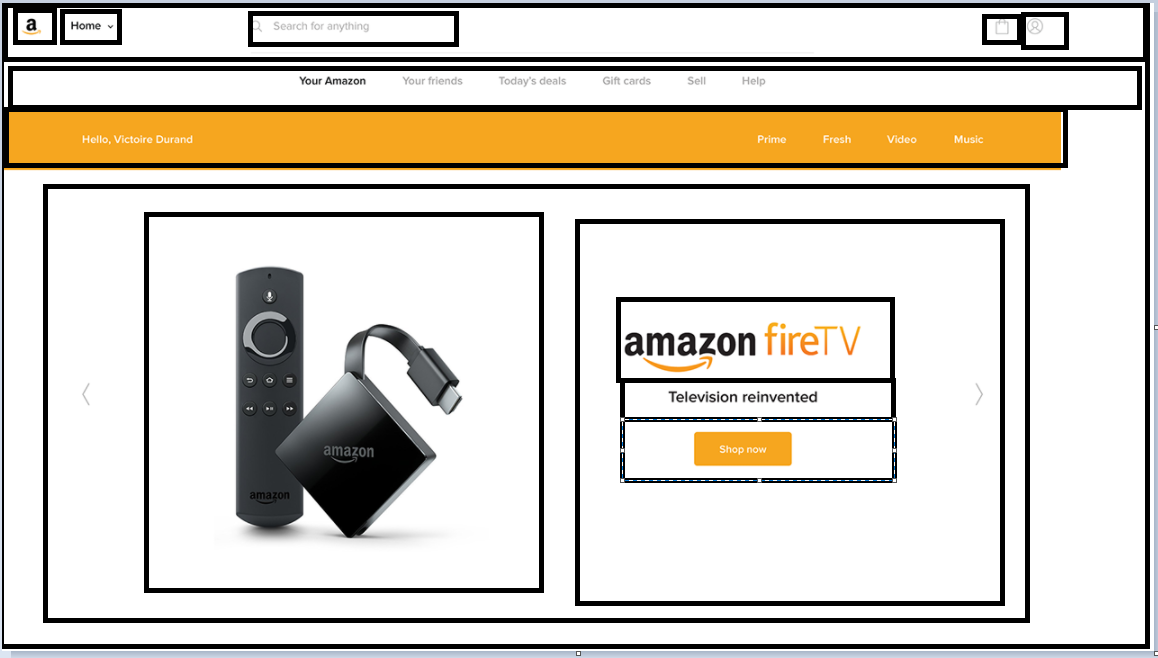 a
Home
Search for anything
Your Amazon Your friends Today's deals Gift cards Sell Help
Hello, Victoire Durand Prime Fresh Video Music
amazon fireTV
Television reinvented
Shop now
amazon
amazon